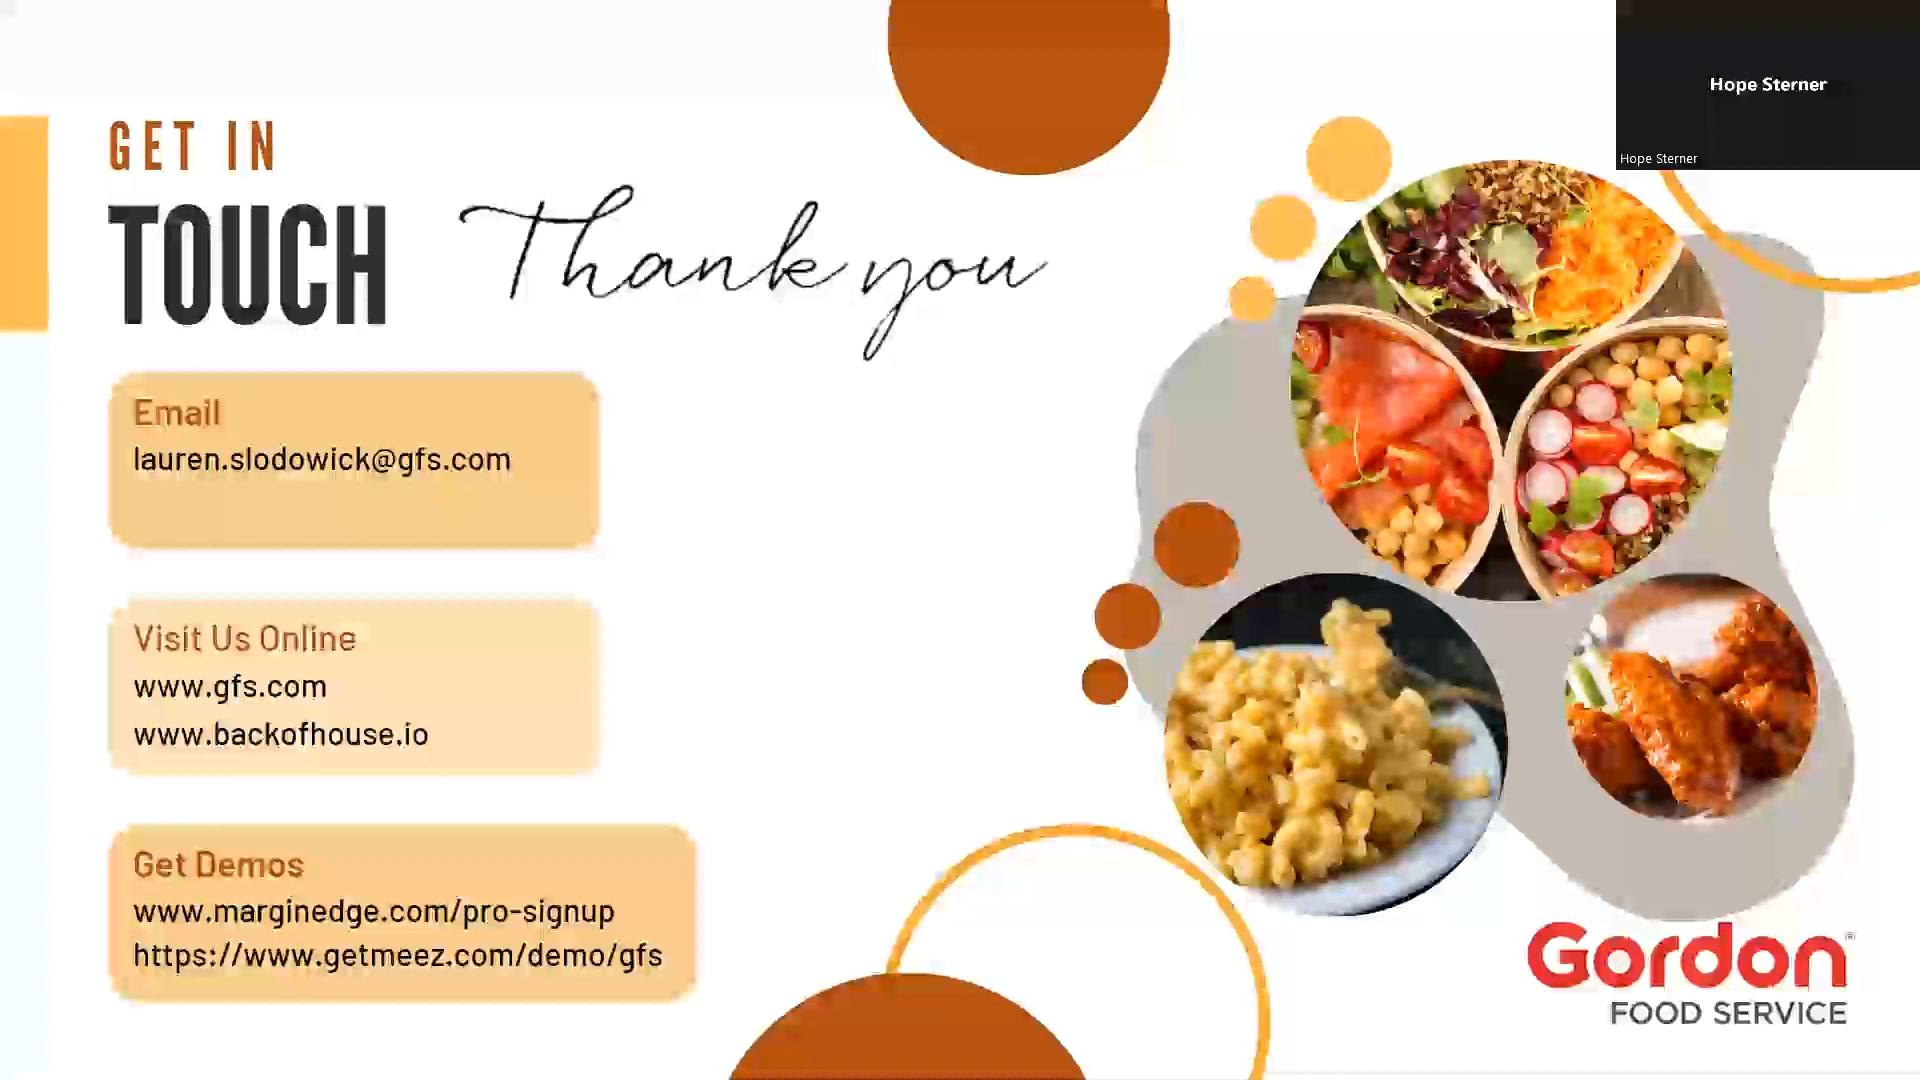 Hope Sterner
Hope Sterner
GET IN
TOUCH
Thank you
Email
lauren.slodowick@gfs.com
Visit Us Online
www.gfs.com
www.backofhouse.io
Get Demos
www.marginedge.com/pro-signup
https://www.getmeez.com/demo/gfs
Gordon®
FOOD SERVICE